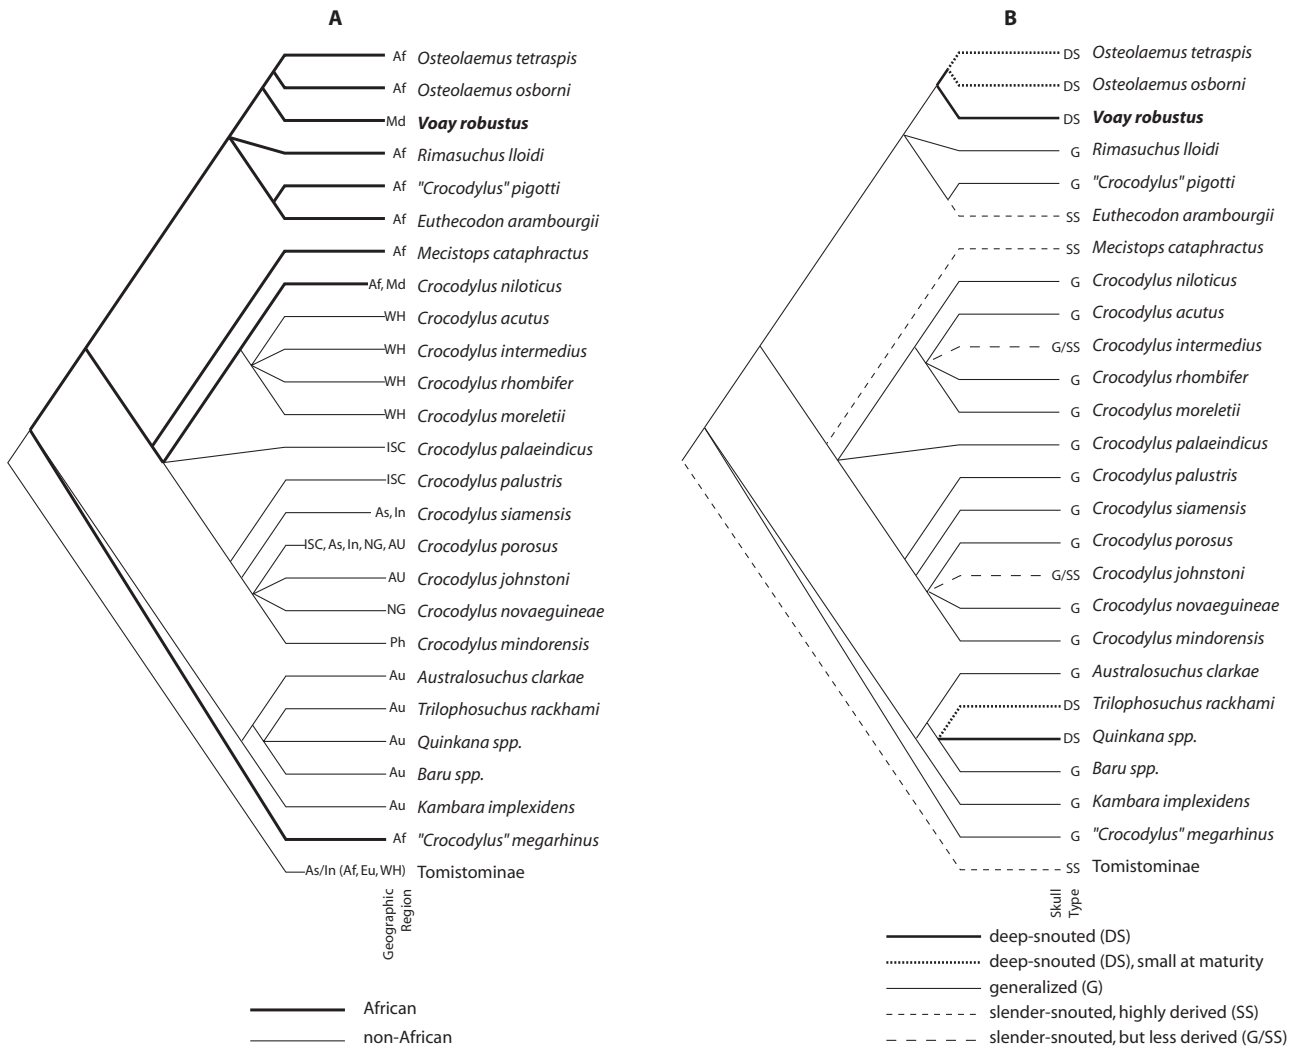 A
Af Osteolaemus tetraspis
Af Osteolaemus osborni
Md Voay robustus
Af Rimasuchus lloidi
Af "Crocodylus" pigotti
Af Euthecodon arambourgii
Af Mecistops cataphractus
Af, Md Crocodylus niloticus
WH Crocodylus acutus
WH Crocodylus intermedius
WH Crocodylus rhombifer
WH Crocodylus moreletii
ISC Crocodylus palaeindicus
ISC Crocodylus palustris
As, In Crocodylus siamensis
ISC, As, In, NG, AU Crocodylus porosus
AU Crocodylus johnstoni
NG Crocodylus novaeguineae
Ph Crocodylus mindorensis
Au Australosuchus clarkae
Au Trilophosuchus rackhami
Au Quinkana spp.
Au Baru spp.
Au Kambara implexidens
Af "Crocodylus" megarhinus
As/In (Af, Eu, WH) Tomistominae
Geographic
Region
African
non-African
B
DS Osteolaemus tetraspis
DS Osteolaemus osborni
DS Voay robustus
G Rimasuchus lloidi
G "Crocodylus" pigotti
SS Euthecodon arambourgii
SS Mecistops cataphractus
G Crocodylus niloticus
G Crocodylus acutus
G/SS Crocodylus intermedius
G Crocodylus rhombifer
G Crocodylus moreletii
G Crocodylus palaeindicus
G Crocodylus palustris
G Crocodylus siamensis
G Crocodylus porosus
G/SS Crocodylus johnstoni
G Crocodylus novaeguineae
G Crocodylus mindorensis
G Australosuchus clarkae
DS Trilophosuchus rackhami
DS Quinkana spp.
G Baru spp.
G Kambara implexidens
G "Crocodylus" megarhinus
SS Tomistominae
Skull
Type
deep-snouted (DS)
deep-snouted (DS), small at maturity
generalized (G)
slender-snouted, highly derived (SS)
slender-snouted, but less derived (G/SS)